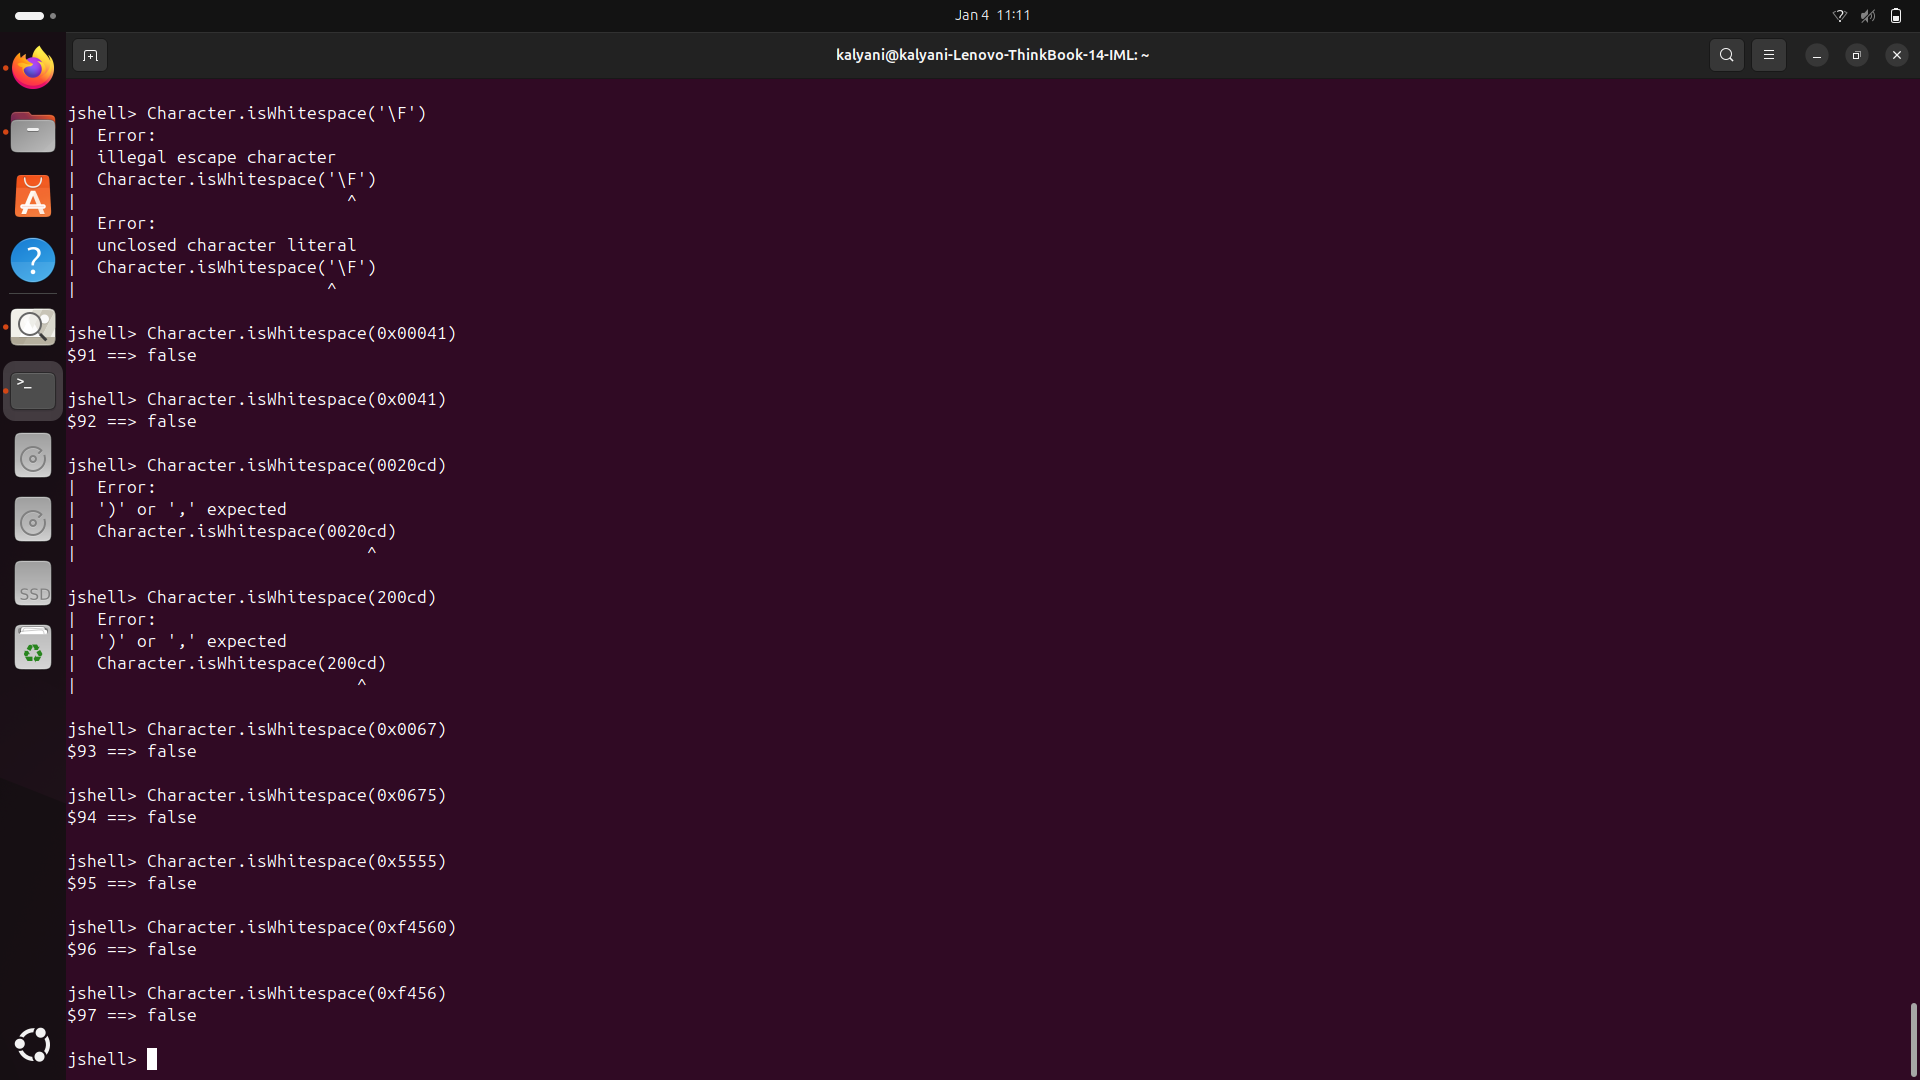 Jan 4 11:11
kalyani@kalyani-Lenovo-ThinkBook-14-IML: ~
jshell> Character.isWhitespace('\F')
| Error:
| illegal escape character
| Character.isWhitespace('\F')
| ^
| Error:
| unclosed character literal
| Character.isWhitespace('\F')
| ^
jshell> Character.isWhitespace(0x00041)
$91 ==> false
jshell> Character.isWhitespace(0x0041)
$92 ==> false
jshell> Character.isWhitespace(0020cd)
| Error:
| ')' or ',' expected
| Character.isWhitespace(0020cd)
| ^
jshell> Character.isWhitespace(200cd)
| Error:
| ')' or ',' expected
| Character.isWhitespace(200cd)
| ^
jshell> Character.isWhitespace(0x0067)
$93 ==> false
jshell> Character.isWhitespace(0x0675)
$94 ==> false
jshell> Character.isWhitespace(0x5555)
$95 ==> false
jshell> Character.isWhitespace(0xf4560)
$96 ==> false
jshell> Character.isWhitespace(0xf456)
$97 ==> false
jshell>
SSD